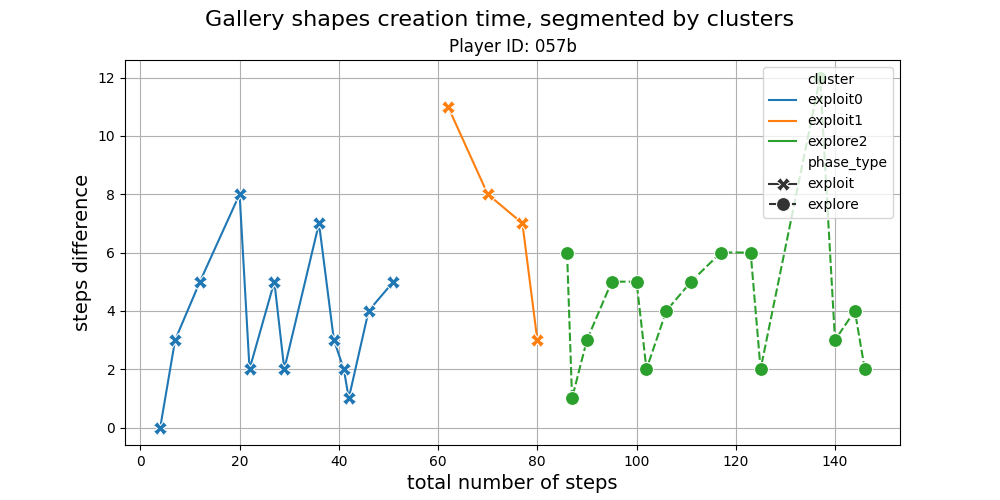 Gallery shapes creation time, segmented by clusters
Player ID: 057b
12
10
8
6
4
2
0
steps difference
cluster
exploit0
exploit1
explore2
phase_type
exploit
explore
0 20 40 60 80 100 120 140
total number of steps